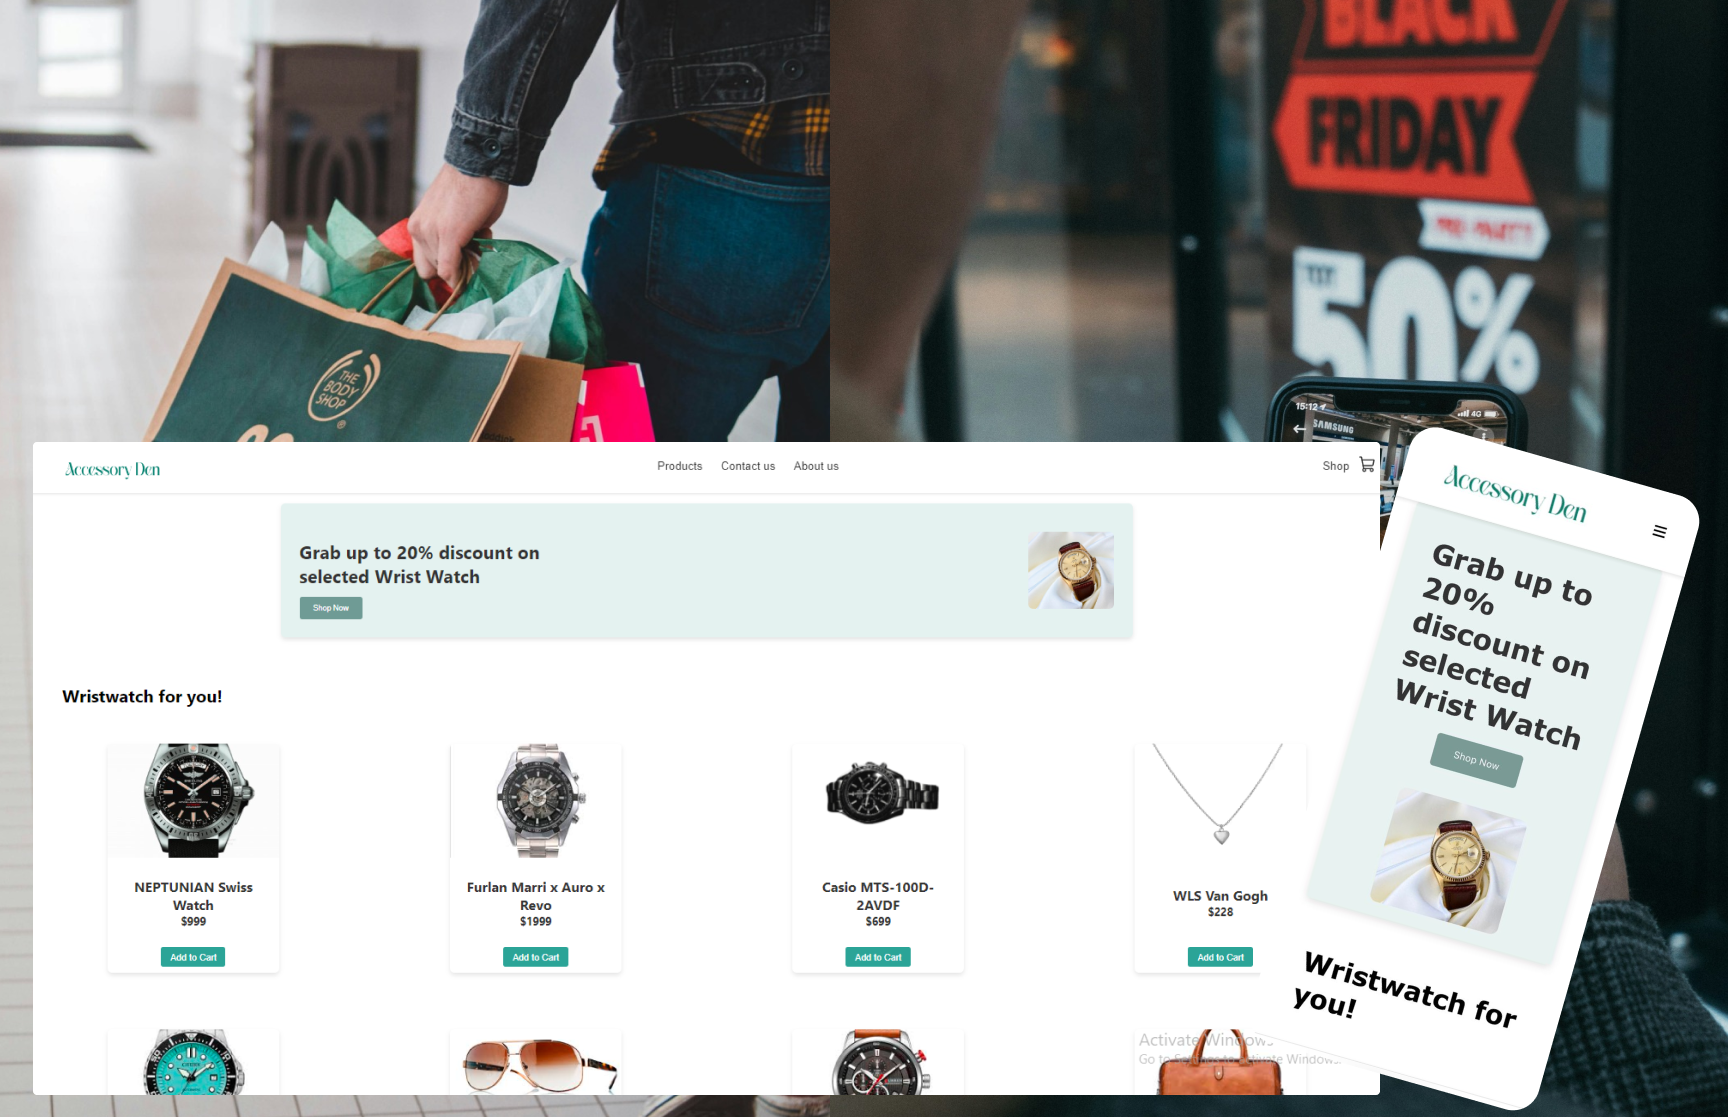 BLACK
FRIDAY
PRE-PARTY
TOT
50%
THE
BODY
SHOP
®
15:12
4G
SAMSUNG
Accessory Den
Products
Contact us
About us
Shop
Grab up to 20% discount on
selected Wrist Watch
Shop Now
Wristwatch for you!
NEPTUNIAN Swiss
Watch
$999
Add to Cart
Furlan Marri x Auro x
Revo
$1999
Add to Cart
Casio MTS-100D-
2AVDF
$699
Add to Cart
WLS Van Gogh
$228
Add to Cart
Activate Windows
Go to Settings to activate Windows.
Accessory Den
Grab up to
20%
discount on
selected
Wrist Watch
Shop Now
Wristwatch for
you!